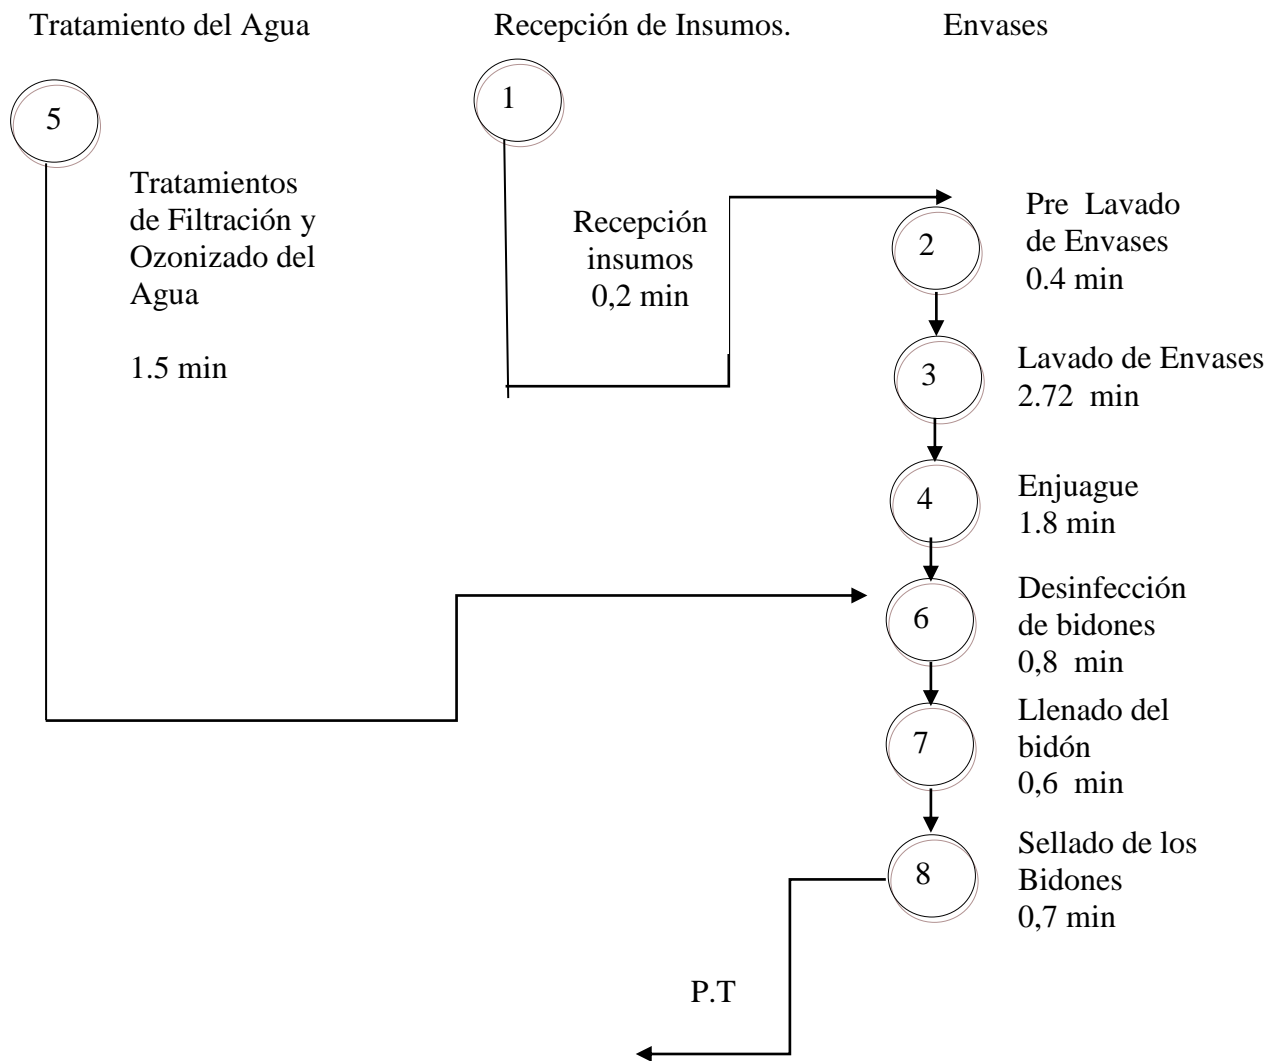 Tratamiento del Agua
Recepción de Insumos.
Envases
5
1
Tratamientos
de Filtración y
Ozonizado del
Agua
1.5 min
Recepción
insumos
0,2 min
2
Pre Lavado
de Envases
0.4 min
3
Lavado de Envases
2.72 min
4
Enjuague
1.8 min
6
Desinfección
de bidones
0,8 min
7
Llenado del
bidón
0,6 min
8
Sellado de los
Bidones
0,7 min
P.T